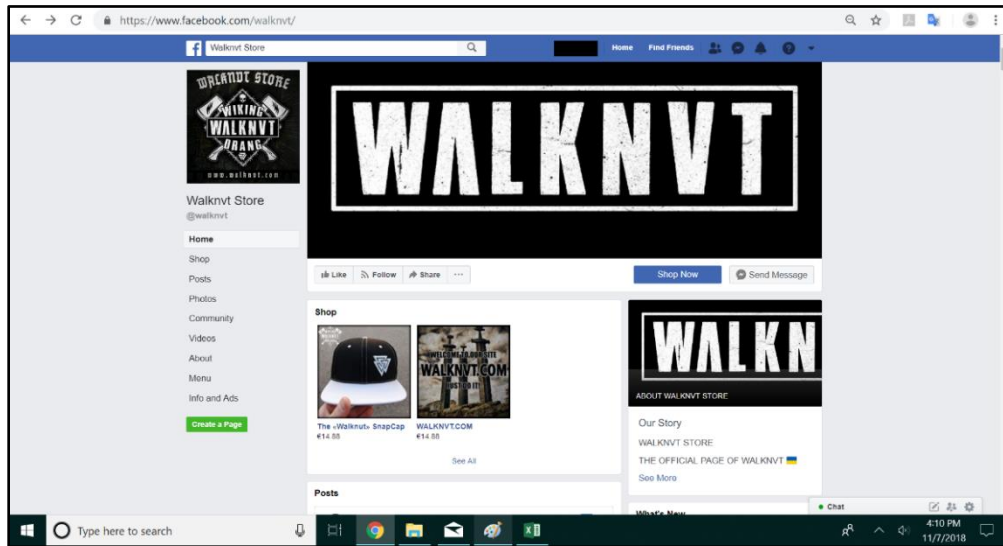 https://www.facebook.com/walknvt/
Walknvt Store
Home Find Friends
WALKNVT STORE
VIKING
WALKNVT
DRANG
www.walknvt.com
WALKNVT
Walknvt Store
@walknvt
Home
Shop
Posts
Photos
Community
Videos
About
Menu
Info and Ads
Create a Page
Like Follow Share ...
Shop Now
Send Message
Shop
WELCOME TO OUR SITE
WALKNVT.COM
JUST DO IT!
The «Walknut» SnapCap
€14.88
WALKNVT.COM
€14.88
See All
Posts
WALKN
ABOUT WALKNVT STORE
Our Story
WALKNVT STORE
THE OFFICIAL PAGE OF WALKNVT
See More
What's New
Chat
Type here to search
4:10 PM
11/7/2018